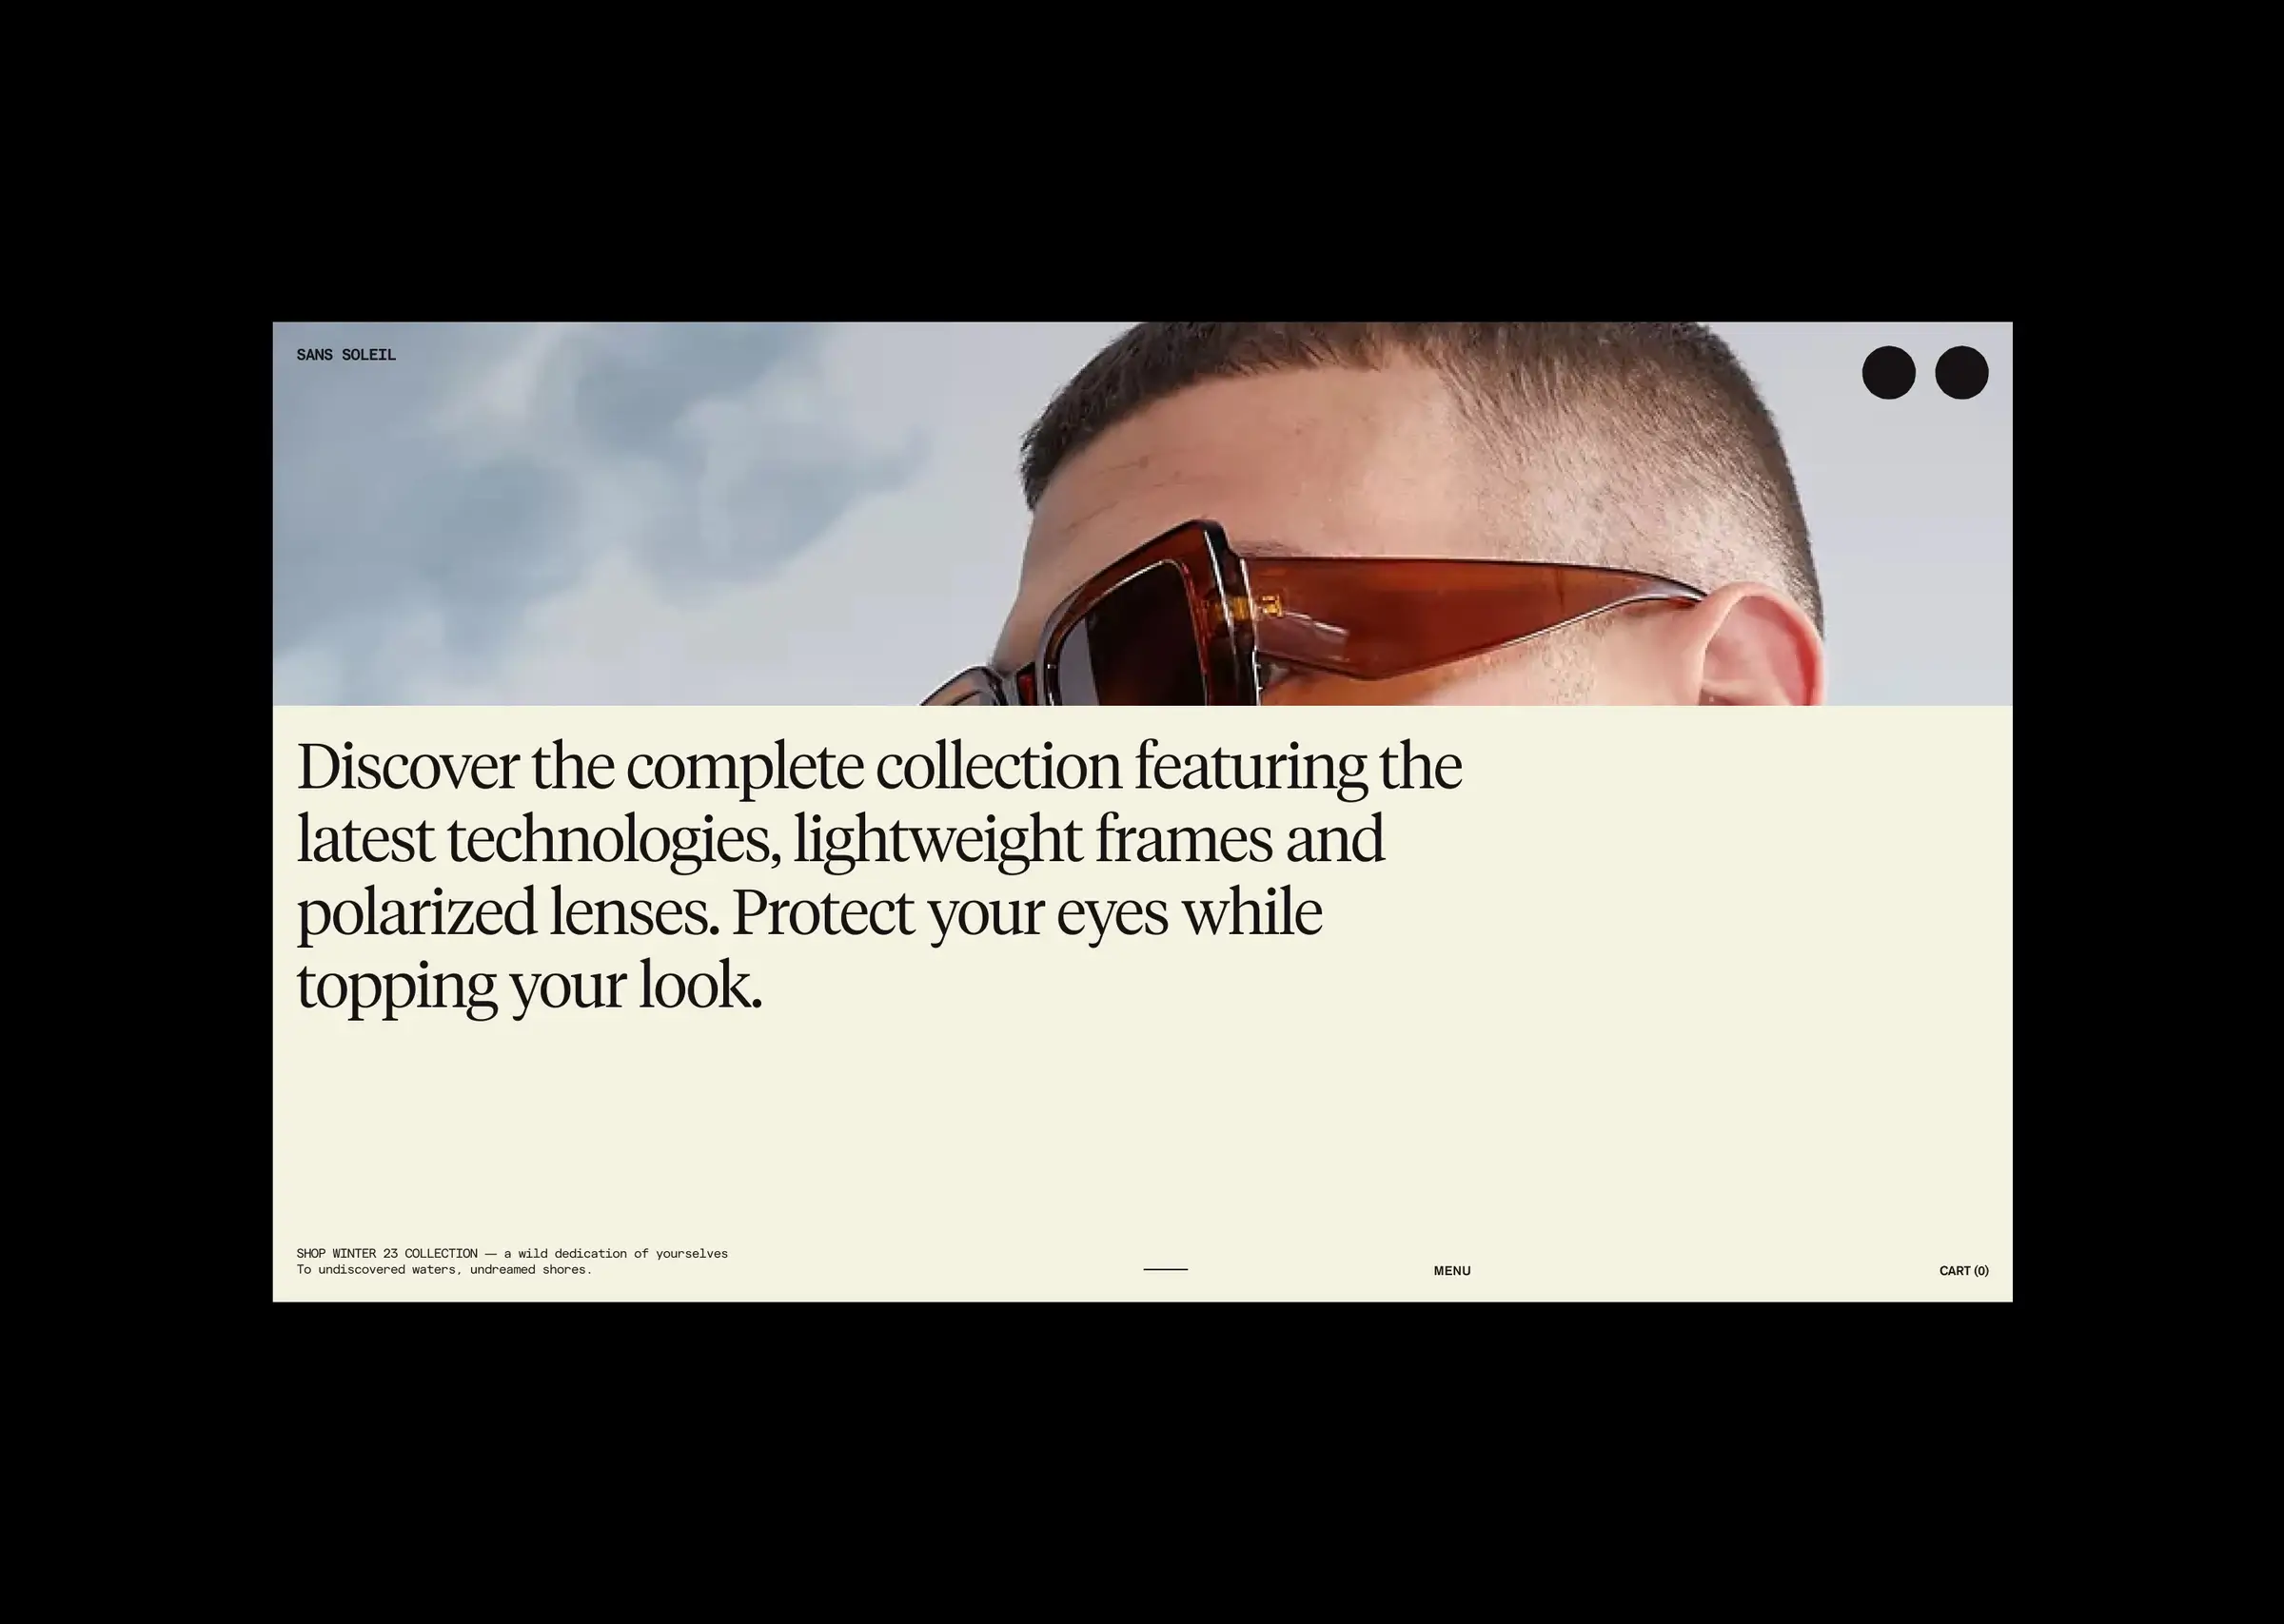 SANS SOLEIL
Discover the complete collection featuring the
latest technologies, lightweight frames and
polarized lenses. Protect your eyes while
topping your look.
SHOP WINTER 23 COLLECTION — a wild dedication of yourselves
To undiscovered waters, undreamed shores.
MENU
CART (0)